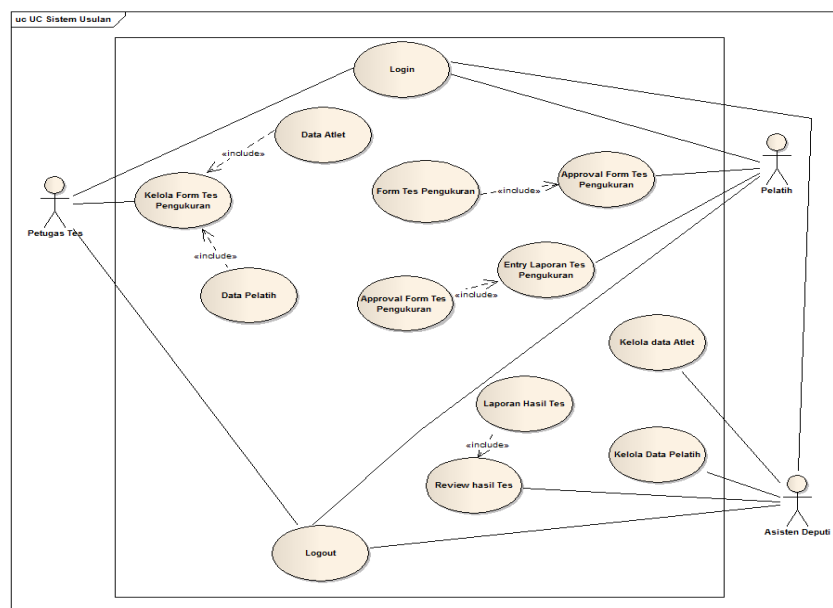 uc UC Sistem Usulan
Login
Data Atlet
«include»
Kelola Form Tes
Pengukuran
Petugas Tes
«include»
Data Pelatih
Form Tes Pengukuran
«include»
Approval Form Tes
Pengukuran
Pelatih
Entry Laporan Tes
Pengukuran
«include»
Approval Form Tes
Pengukuran
Kelola data Atlet
Laporan Hasil Tes
«include»
Kelola Data Pelatih
Review hasil Tes
Asisten Deputi
Logout